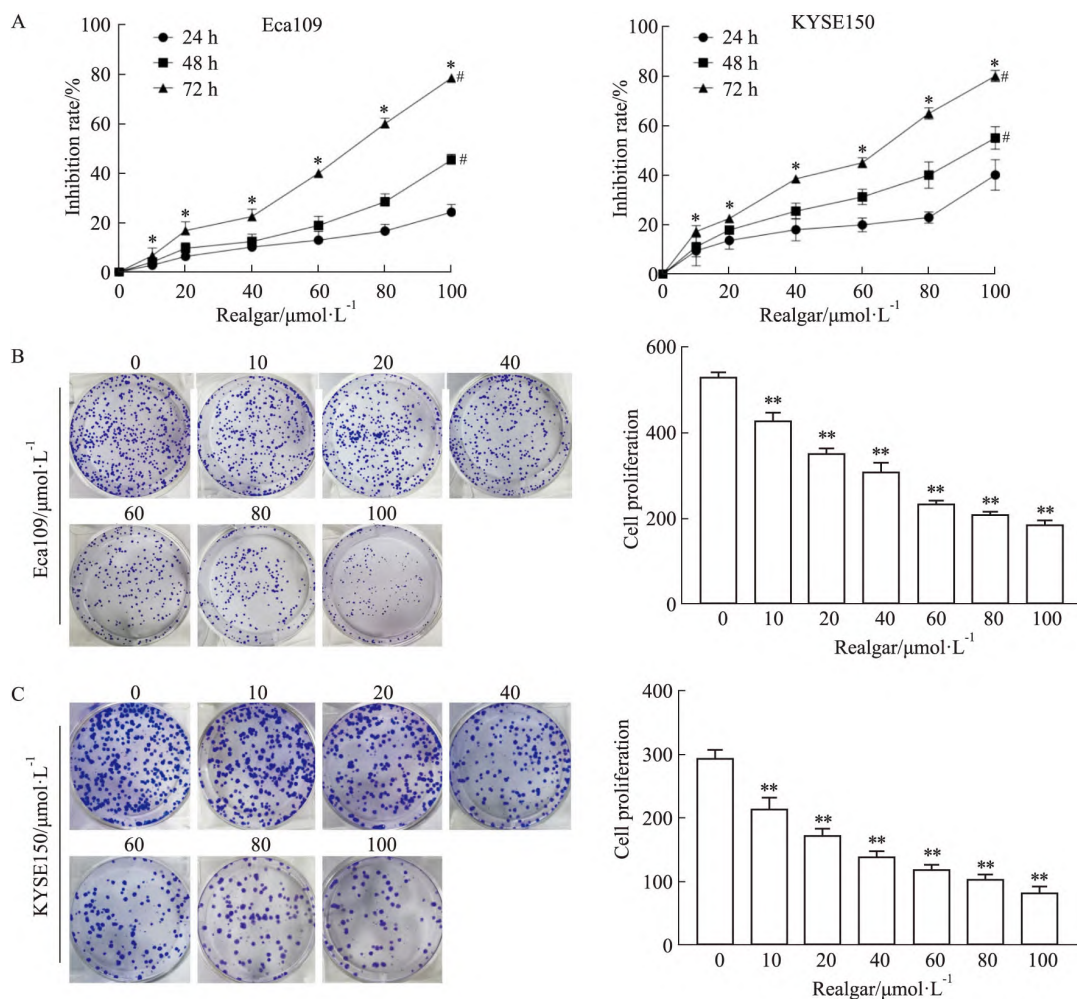 A
Eca109
24 h
48 h
72 h
Inhibition rate/%
100
80
60
40
20
0
* * * * * * *
#
#
0 20 40 60 80 100
Realgar/μmol·L⁻¹
KYSE150
24 h
48 h
72 h
Inhibition rate/%
100
80
60
40
20
0
* * * * * *
#
#
0 20 40 60 80 100
Realgar/μmol·L⁻¹
B
Eca109/μmol·L⁻¹
0 10 20 40
60 80 100
Cell proliferation
600
400
200
0
** ** ** ** ** **
0 10 20 40 60 80 100
Realgar/μmol·L⁻¹
C
KYSE150/μmol·L⁻¹
0 10 20 40
60 80 100
Cell proliferation
400
300
200
100
0
** ** ** ** ** **
0 10 20 40 60 80 100
Realgar/μmol·L⁻¹